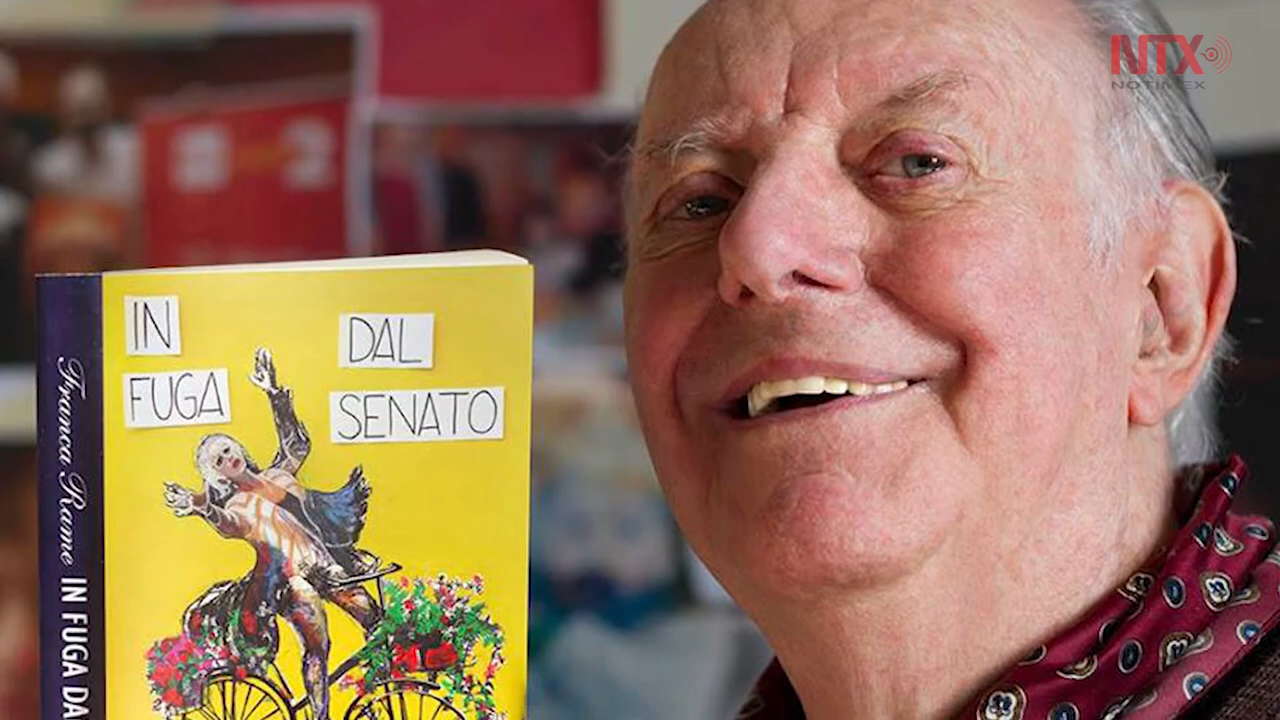 NTX
NOTIMEX
IN
FUGA
DAL
SENATO
Franca Rame IN FUGA DA